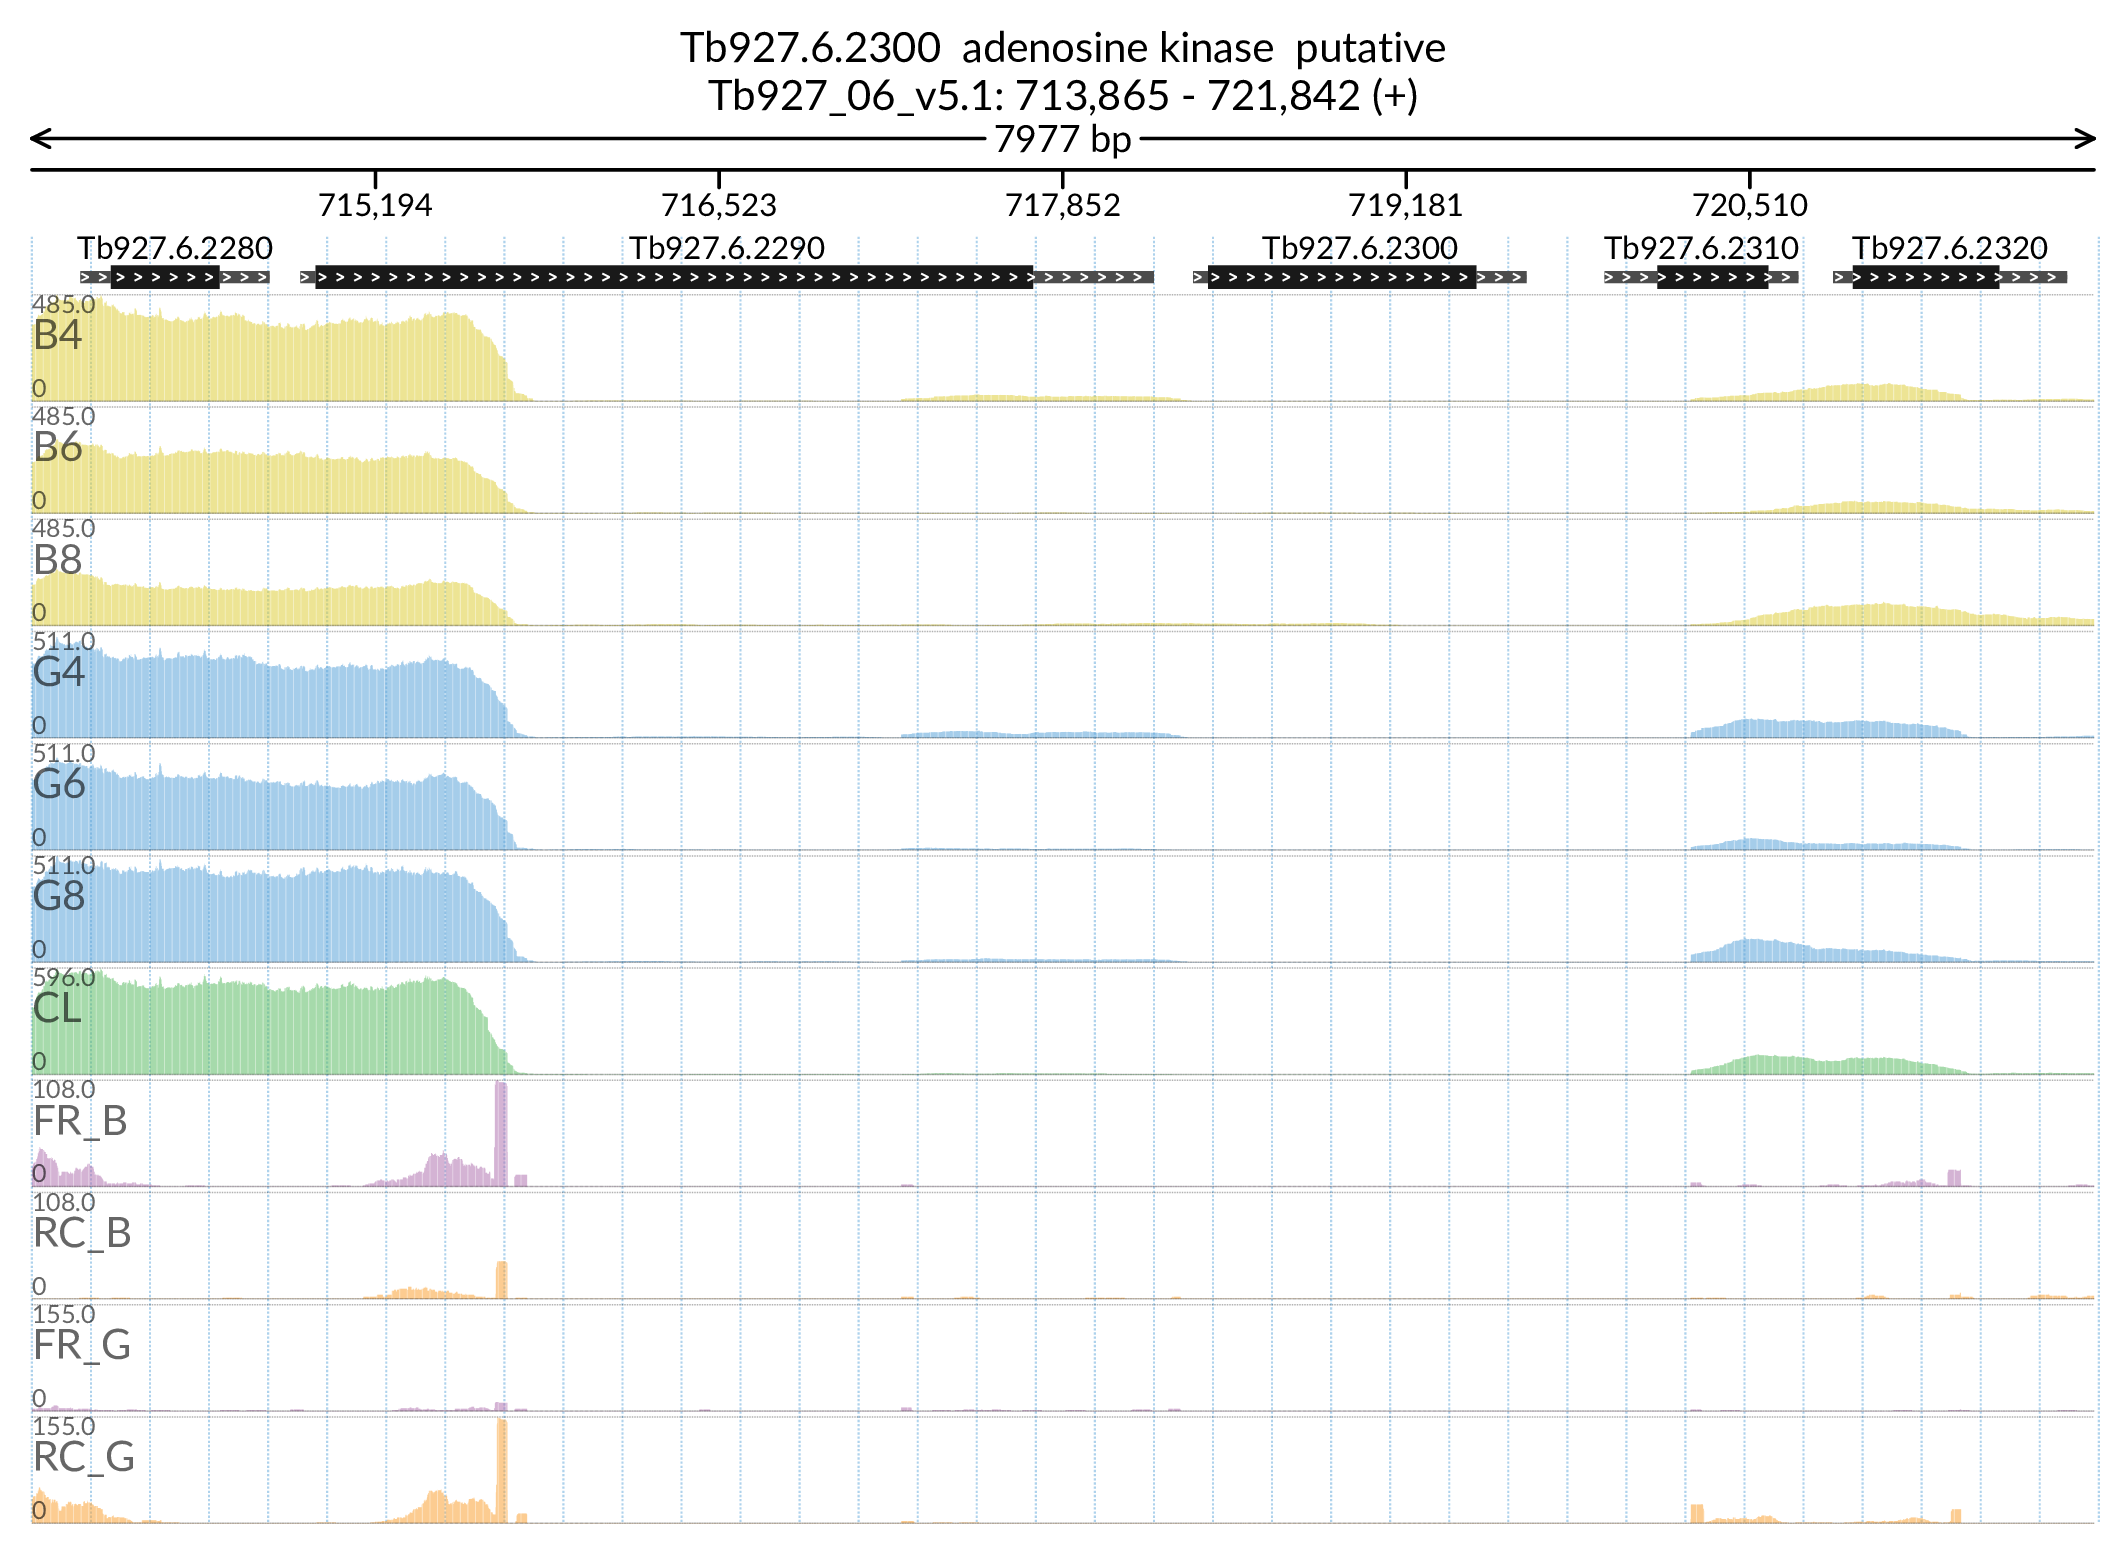 Tb927.6.2300  adenosine kinase  putative
Tb927_06_v5.1: 713,865 - 721,842 (+)
7977 bp
715,194 716,523 717,852 719,181 720,510
Tb927.6.2280 Tb927.6.2290 Tb927.6.2300 Tb927.6.2310 Tb927.6.2320
485.0
B4
0
485.0
B6
0
485.0
B8
0
511.0
G4
0
511.0
G6
0
511.0
G8
0
596.0
CL
0
108.0
FR_B
0
108.0
RC_B
0
155.0
FR_G
0
155.0
RC_G
0